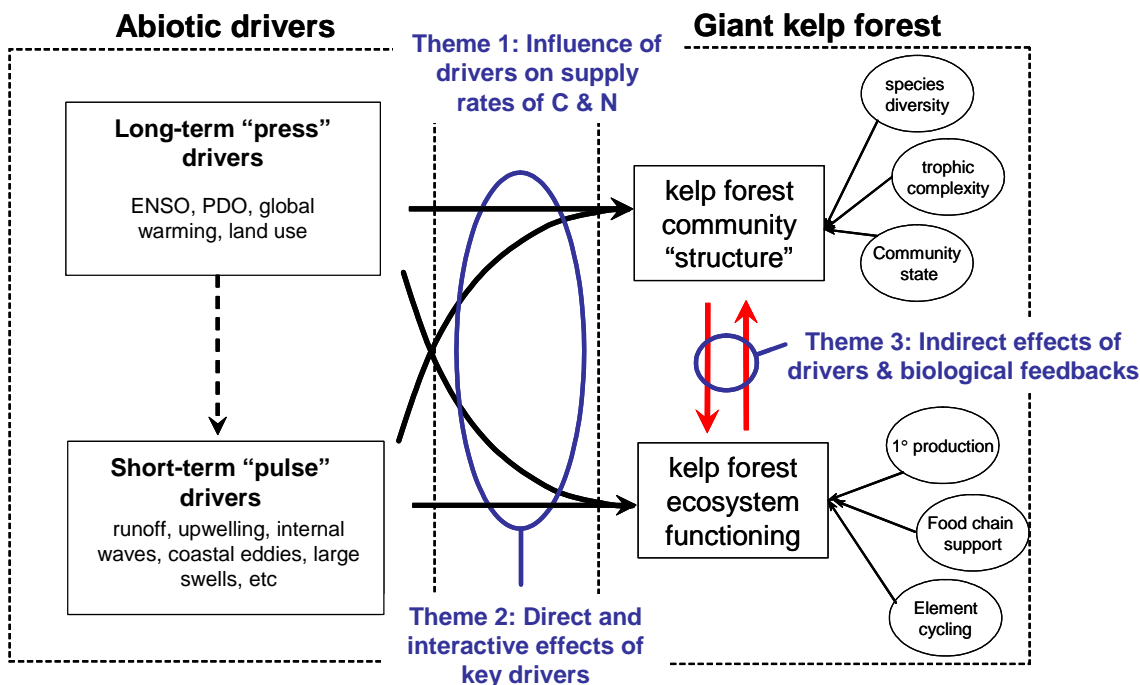 Abiotic drivers
Theme 1: Influence of
drivers on supply
rates of C & N
Giant kelp forest
Long-term “press”
drivers
ENSO, PDO, global
warming, land use
Short-term “pulse”
drivers
runoff, upwelling, internal
waves, coastal eddies, large
swells, etc
kelp forest
community
“structure”
species
diversity
trophic
complexity
Community
state
Theme 3: Indirect effects of
drivers & biological feedbacks
kelp forest
ecosystem
functioning
1° production
Food chain
support
Element
cycling
Theme 2: Direct and
interactive effects of
key drivers